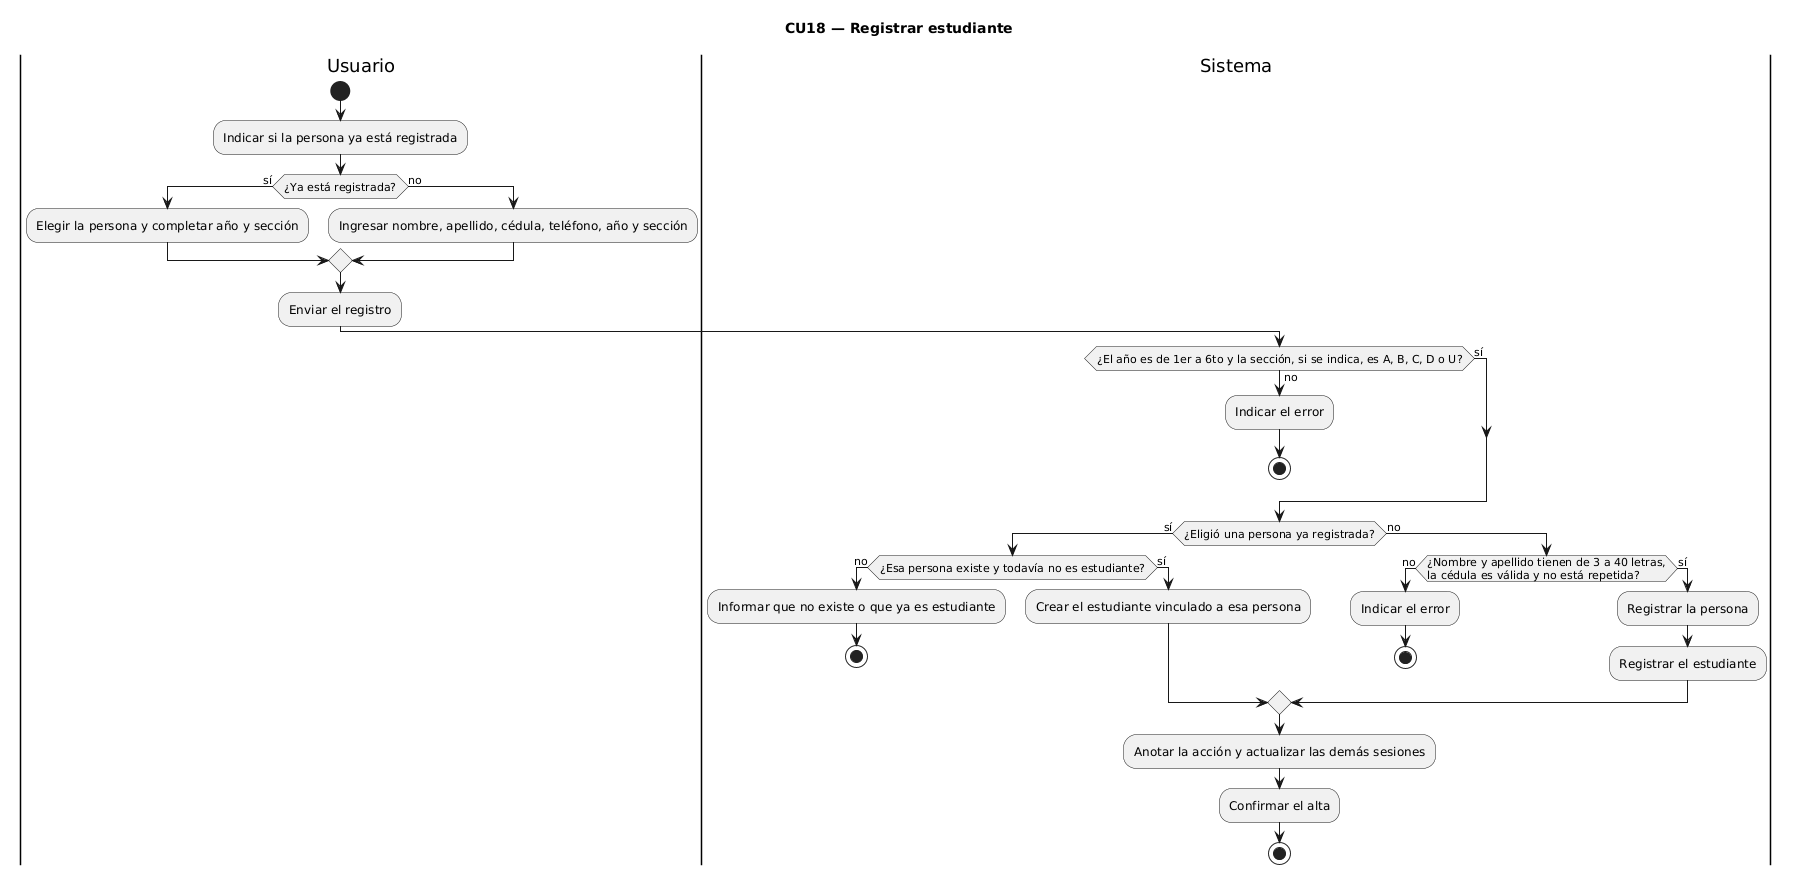 CU18 — Registrar estudiante
Usuario
Sistema
Indicar si la persona ya está registrada
sí
¿Ya está registrada?
no
Elegir la persona y completar año y sección
Ingresar nombre, apellido, cédula, teléfono, año y sección
Enviar el registro
¿El año es de 1er a 6to y la sección, si se indica, es A, B, C, D o U?
sí
no
Indicar el error
sí
¿Eligió una persona ya registrada?
no
no
¿Esa persona existe y todavía no es estudiante?
sí
no
¿Nombre y apellido tienen de 3 a 40 letras,
la cédula es válida y no está repetida?
sí
Informar que no existe o que ya es estudiante
Crear el estudiante vinculado a esa persona
Indicar el error
Registrar la persona
Registrar el estudiante
Anotar la acción y actualizar las demás sesiones
Confirmar el alta